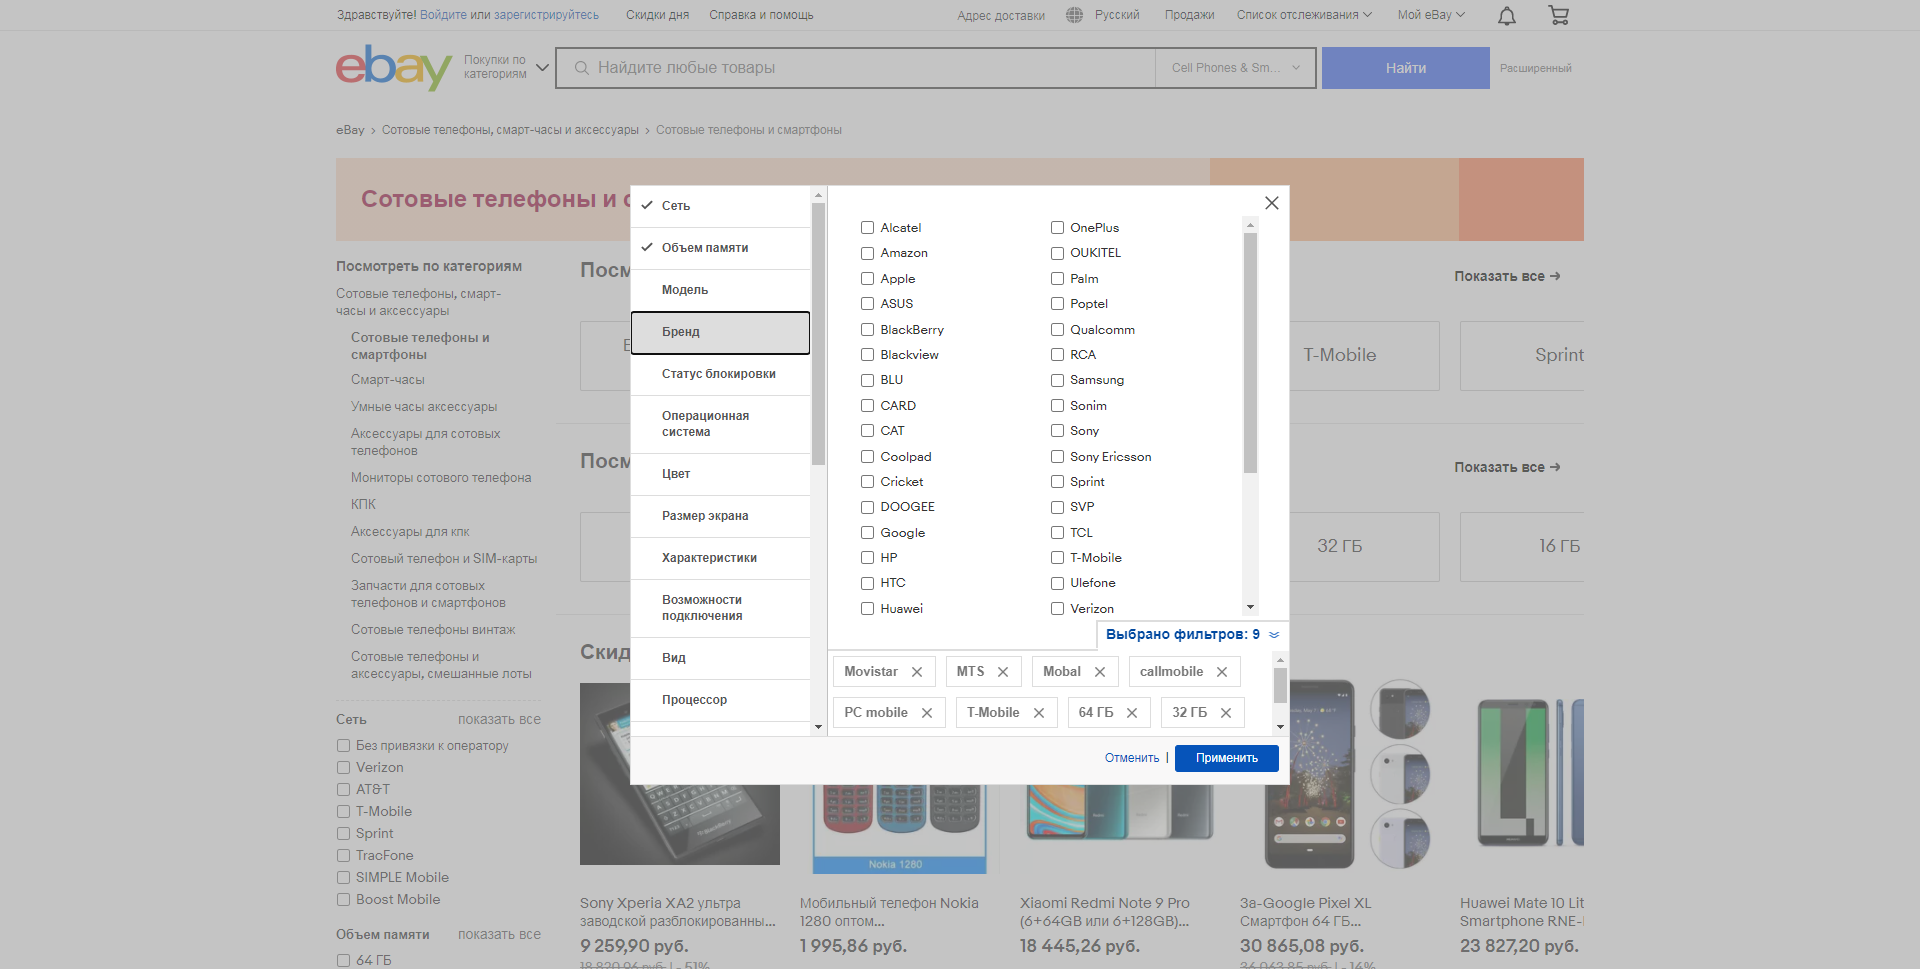 Здравствуйте! Войдите или зарегистрируйтесь
Скидки дня
Справка и помощь
Адрес доставки
Русский
Продажи
Список отслеживания
Мой eBay
ebay
Покупки по
категориям
Найдите любые товары
Cell Phones & Sm...
Найти
Расширенный
eBay > Сотовые телефоны, смарт-часы и аксессуары > Сотовые телефоны и смартфоны
Сотовые телефоны и с
Посмотреть по категориям
Сотовые телефоны, смарт-
часы и аксессуары
Сотовые телефоны и
смартфоны
Смарт-часы
Умные часы аксессуары
Аксессуары для сотовых
телефонов
Мониторы сотового телефона
КПК
Аксессуары для кпк
Сотовый телефон и SIM-карты
Запчасти для сотовых
телефонов и смартфонов
Сотовые телефоны винтаж
Сотовые телефоны и
аксессуары, смешанные лоты
Сеть
показать все
Без привязки к оператору
Verizon
AT&T
T-Mobile
Sprint
TracFone
SIMPLE Mobile
Boost Mobile
Объем памяти
показать все
64 ГБ
Посм
Показать все →
T-Mobile
Sprint
Посм
Показать все →
32 ГБ
16 ГБ
Скид
Сеть
Объем памяти
Модель
Бренд
Статус блокировки
Операционная
система
Цвет
Размер экрана
Характеристики
Возможности
подключения
Вид
Процессор
Alcatel
Amazon
Apple
ASUS
BlackBerry
Blackview
BLU
CARD
CAT
Coolpad
Cricket
DOOGEE
Google
HP
HTC
Huawei
OnePlus
OUKITEL
Palm
Poptel
Qualcomm
RCA
Samsung
Sonim
Sony
Sony Ericsson
Sprint
SVP
TCL
T-Mobile
Ulefone
Verizon
Выбрано фильтров: 9
Movistar
MTS
Mobal
callmobile
PC mobile
T-Mobile
64 ГБ
32 ГБ
Отменить |
Применить
BlackBerry
Nokia 1280
Sony Xperia XA2 ультра
заводской разблокированны...
9 259,90 руб.
18 820,96 руб. | - 51%
Мобильный телефон Nokia
1280 оптом...
1 995,86 руб.
Xiaomi Redmi Note 9 Pro
(6+64GB или 6+128GB)...
18 445,26 руб.
3a-Google Pixel XL
Смартфон 64 ГБ...
30 865,08 руб.
36 063,85 руб. | - 14%
Huawei Mate 10 Lit
Smartphone RNE-
23 827,20 руб.